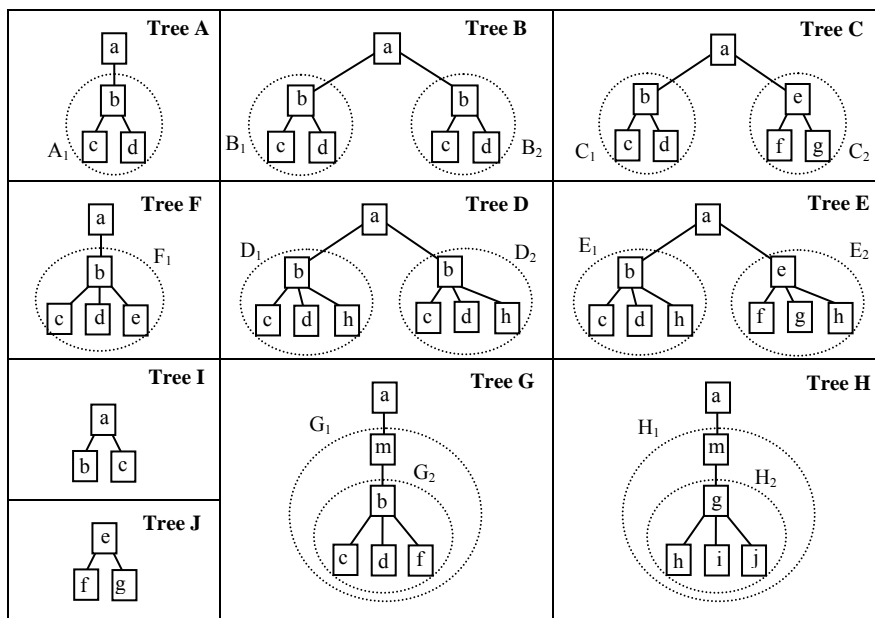 Tree A
a
b
c d
A1
Tree B
a
b b
c d c d
B1 B2
Tree C
a
b e
c d f g
C1 C2
Tree F
a
F1
b
c d e
Tree D
a
D1 D2
b b
c d h c d h
Tree E
a
E1 E2
b e
c d h f g h
Tree I
a
b c
Tree J
e
f g
Tree G
a
G1
m
G2
b
c d f
Tree H
a
H1
m
H2
g
h i j